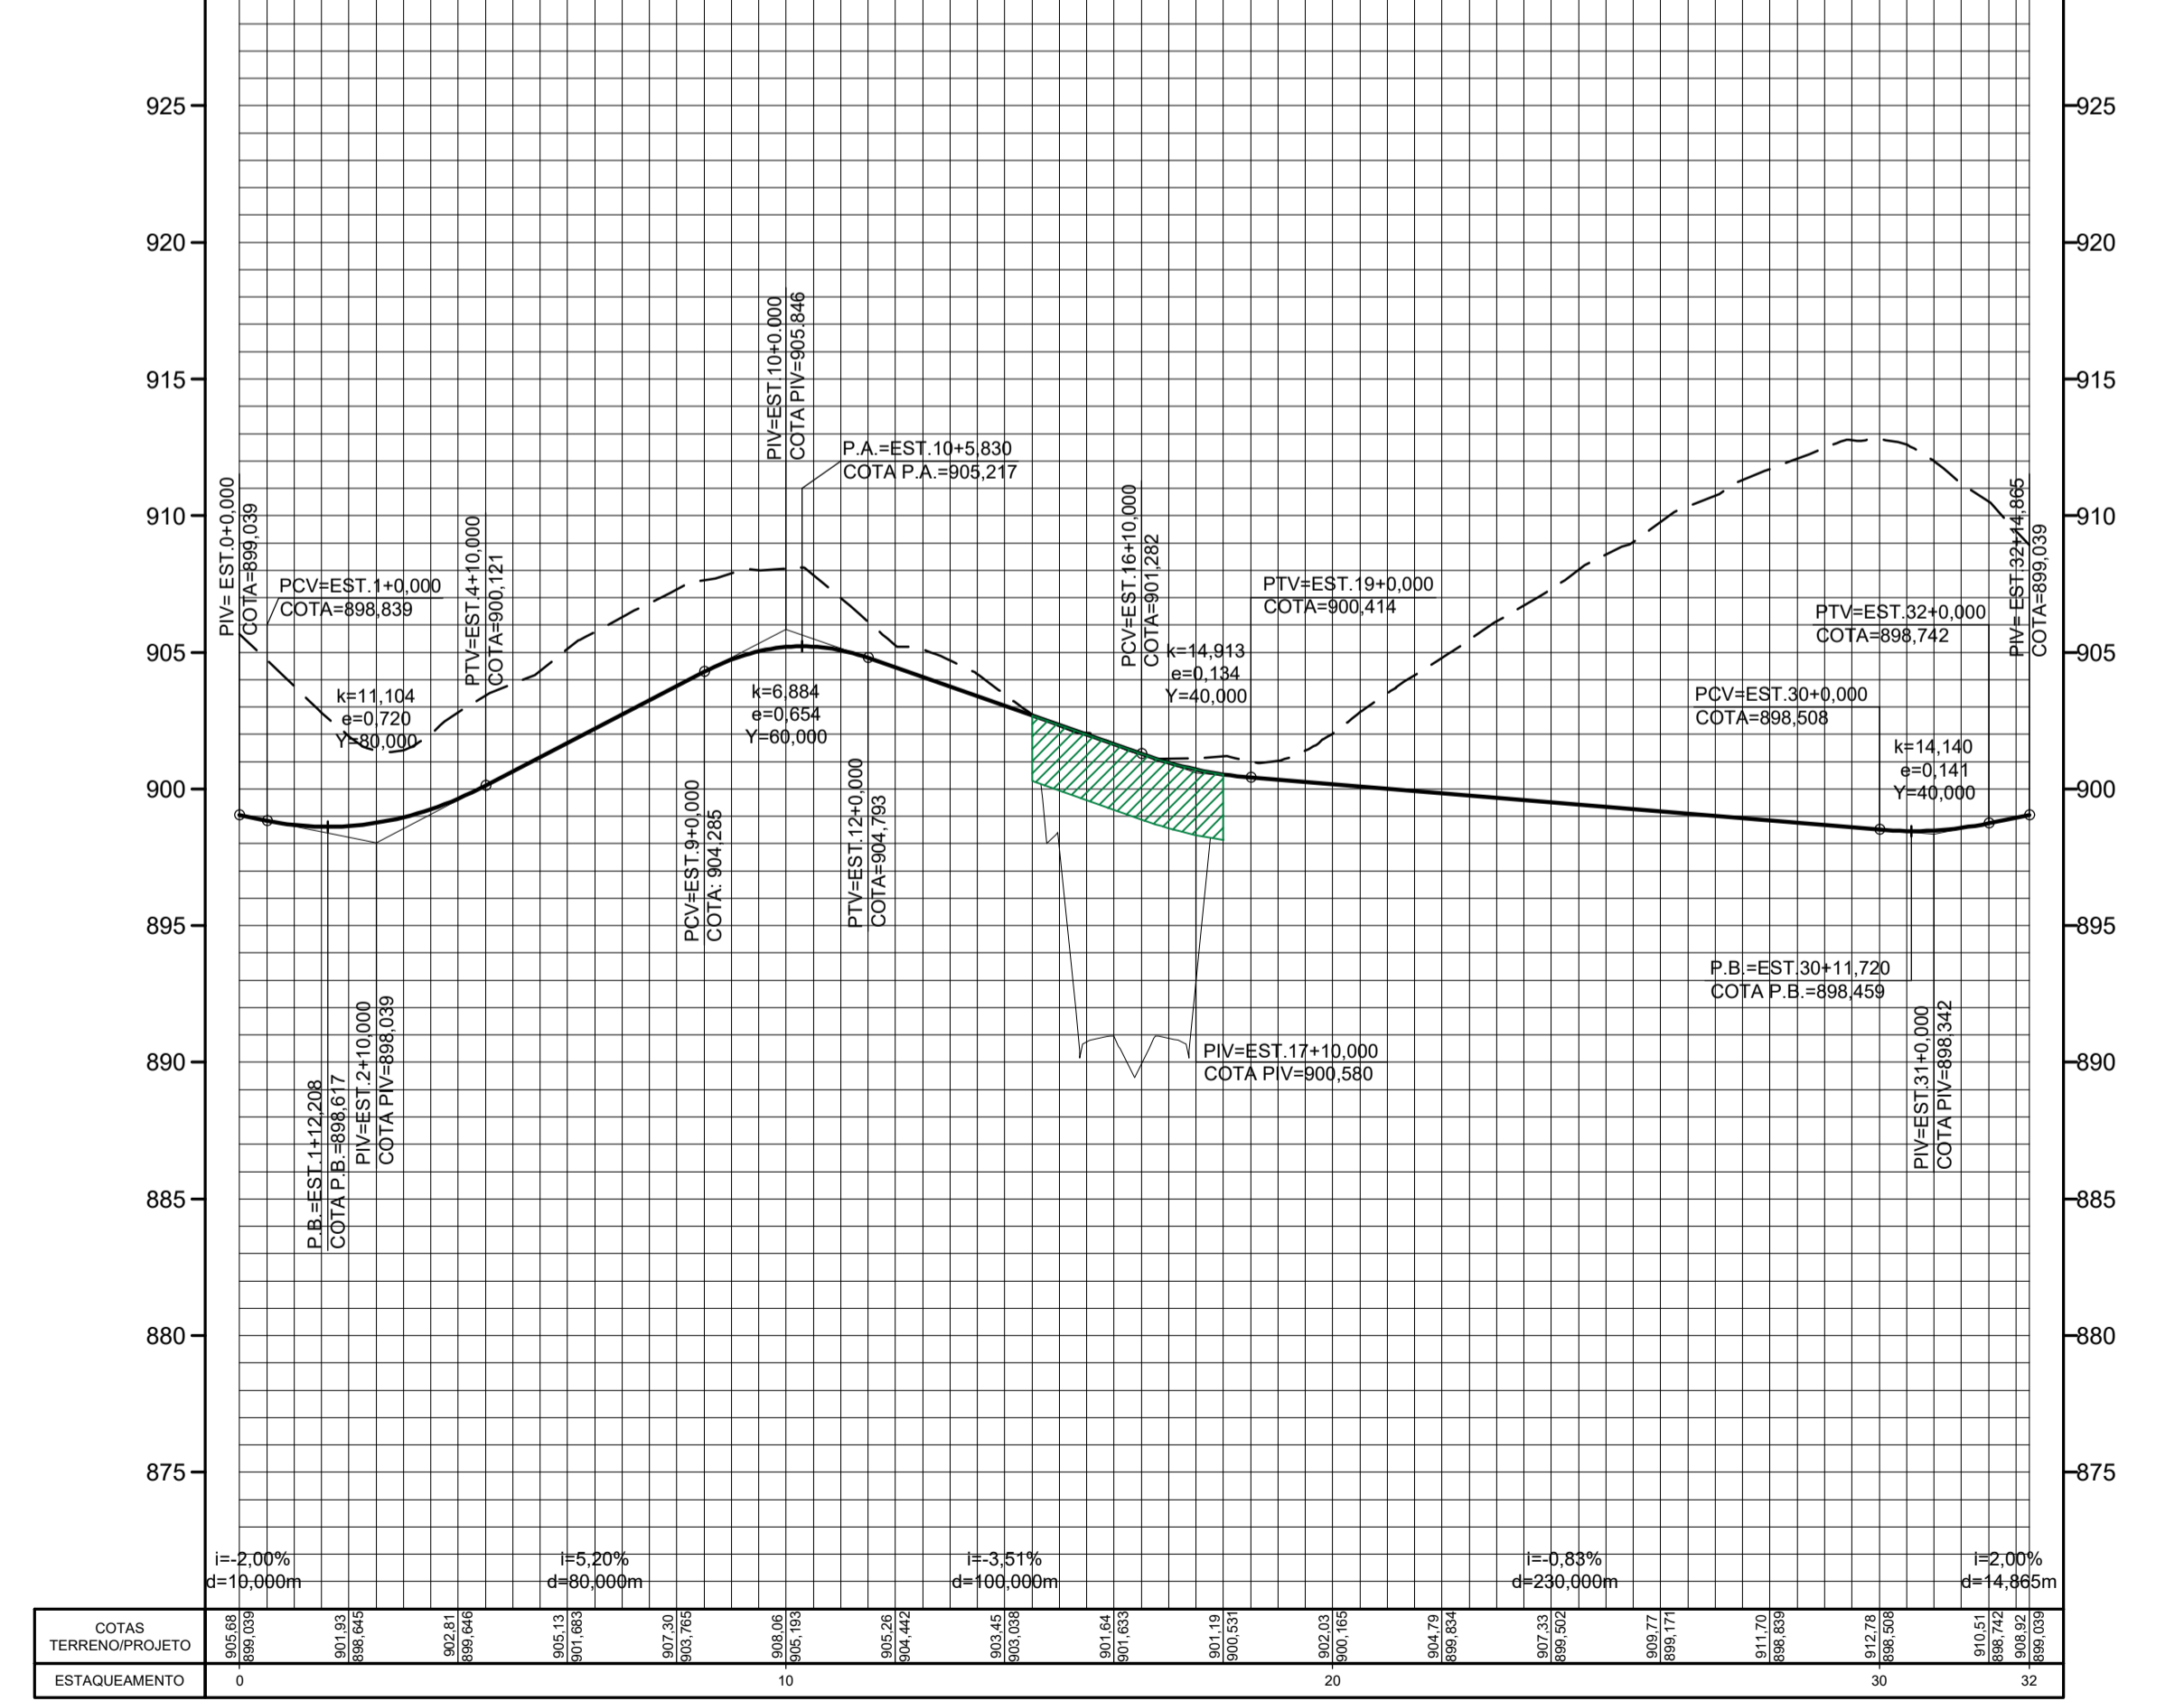 925
925
920
920
915
915
910
910
905
905
900
900
895
895
890
890
885
885
880
880
875
875
PIV= EST.0+0,000
COTA=899,039
PCV=EST.1+0,000
COTA=898,839
k=11,104
e=0,720
Y=80,000
PTV=EST.4+10,000
COTA=900,121
P.B.=EST.1+12,208
COTA P.B.=898,617
PIV=EST.2+10,000
COTA PIV=898,039
PCV=EST.9+0,000
COTA: 904,285
PIV=EST.10+0.000
COTA PIV=905.846
P.A.=EST.10+5,830
COTA P.A.=905,217
k=6,884
e=0,654
Y=60,000
PTV=EST.12+0,000
COTA=904,793
PCV=EST.16+10,000
COTA=901,282
k=14,913
e=0,134
Y=40,000
PIV=EST.17+10,000
COTA PIV=900,580
PTV=EST.19+0,000
COTA=900,414
PCV=EST.30+0,000
COTA=898,508
PTV=EST.32+0,000
COTA=898,742
k=14,140
e=0,141
Y=40,000
P.B.=EST.30+11,720
COTA P.B.=898,459
PIV=EST.31+0,000
COTA PIV=898,342
PIV= EST.32+14,865
COTA=899,039
i=-2,00%
d=10,000m
i=5,20%
d=80,000m
i=-3,51%
d=100,000m
i=-0,83%
d=230,000m
i=2,00%
d=14,865m
COTAS
TERRENO/PROJETO
905,68
899,039
901,93
898,645
902,81
899,646
905,13
901,683
907,30
903,765
908,06
905,193
905,26
904,442
903,45
903,038
901,64
901,633
901,19
900,531
902,03
900,165
904,79
899,834
907,333
899,502
909,77
899,171
911,70
898,839
912,78
898,508
910,51
898,742
908,92
899,039
ESTAQUEAMENTO
0
10
20
30
32